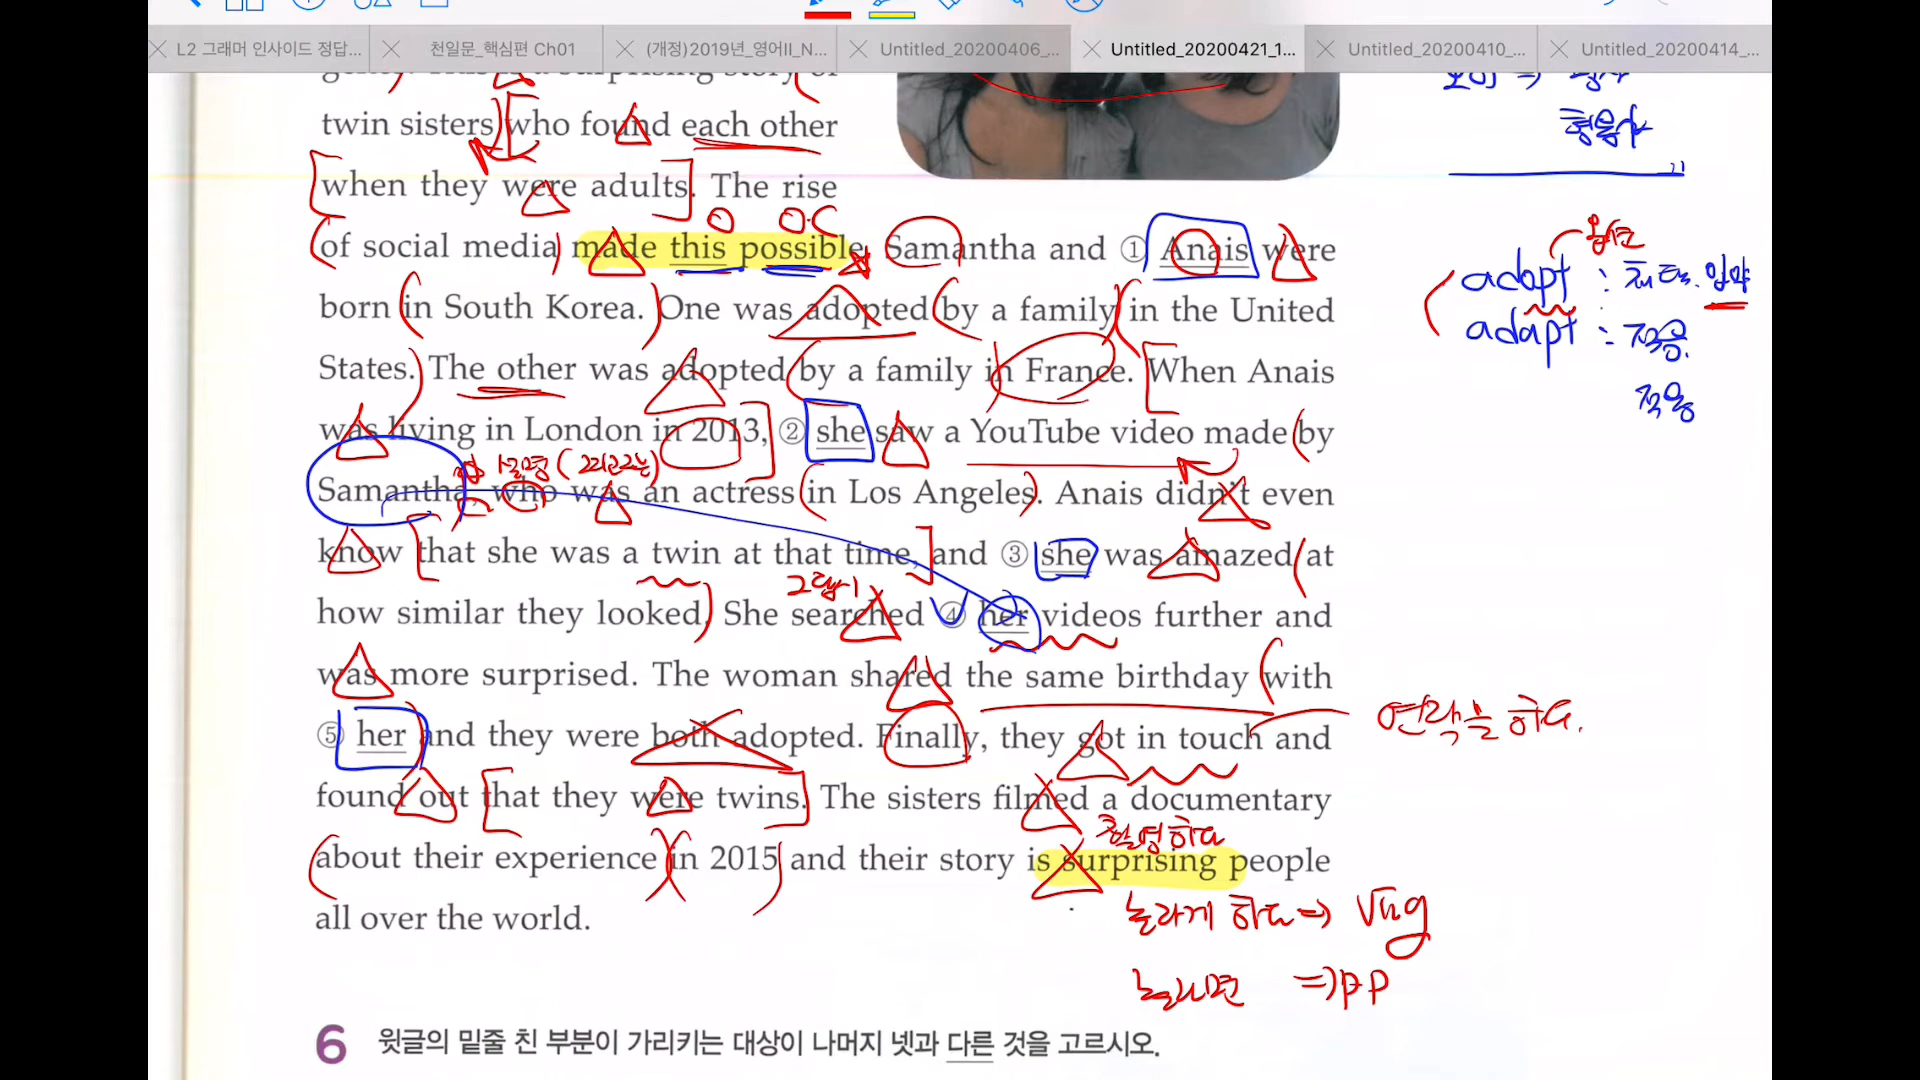 L2 그래머 인사이드 정답...
천일문_핵심편 Ch01
(개정)2019년_영어II_N...
Untitled_20200406_...
Untitled_20200421_1...
Untitled_20200410_...
Untitled_20200414_...
twin sisters who found each other
when they were adults. The rise
O O.C
of social media made this possible. Samantha and ① Anais were
born in South Korea. One was adopted by a family in the United
States. The other was adopted by a family in France. When Anais
was living in London in 2013, ② she saw a YouTube video made by
Samantha, who was an actress in Los Angeles. Anais didn't even
know that she was a twin at that time, and ③ she was amazed at
how similar they looked. She searched ④ her videos further and
was more surprised. The woman shared the same birthday with
⑤ her and they were both adopted. Finally, they got in touch and
found out that they were twins. The sisters filmed a documentary
about their experience in 2015 and their story is surprising people
all over the world.
형용사
adopt : 채택. 입양
adapt : 적응.
적응
연락을 하다.
촬영하다
놀라게 하다 ⇒ Ving
놀라면 ⇒ pp
6 윗글의 밑줄 친 부분이 가리키는 대상이 나머지 넷과 다른 것을 고르시오.